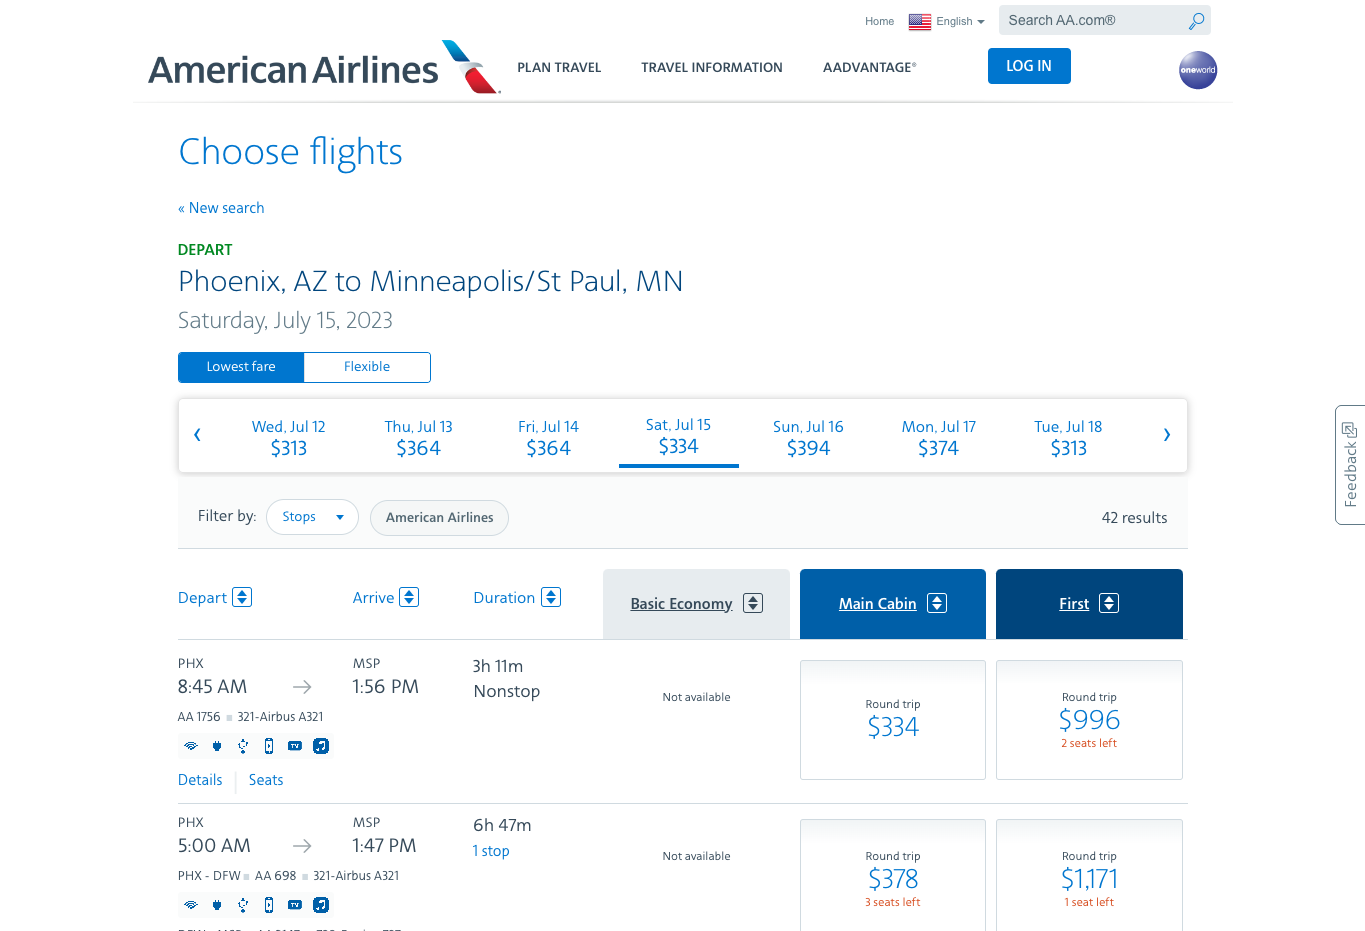 Home English Search AA.com®
American Airlines PLAN TRAVEL TRAVEL INFORMATION AADVANTAGE® LOG IN oneworld
Choose flights
« New search
DEPART
Phoenix, AZ to Minneapolis/St Paul, MN
Saturday, July 15, 2023
Lowest fare Flexible
Wed, Jul 12 Thu, Jul 13 Fri, Jul 14 Sat, Jul 15 Sun, Jul 16 Mon, Jul 17 Tue, Jul 18
$313 $364 $364 $334 $394 $374 $313
Feedback
Filter by: Stops American Airlines 42 results
Depart Arrive Duration Basic Economy Main Cabin First
PHX MSP 3h 11m
8:45 AM 1:56 PM Nonstop Not available Round trip Round trip
$334 $996
AA 1756 321-Airbus A321 2 seats left
TV
Details Seats
PHX MSP 6h 47m
5:00 AM 1:47 PM 1 stop Not available Round trip Round trip
PHX - DFW AA 698 321-Airbus A321 $378 $1,171
TV 3 seats left 1 seat left